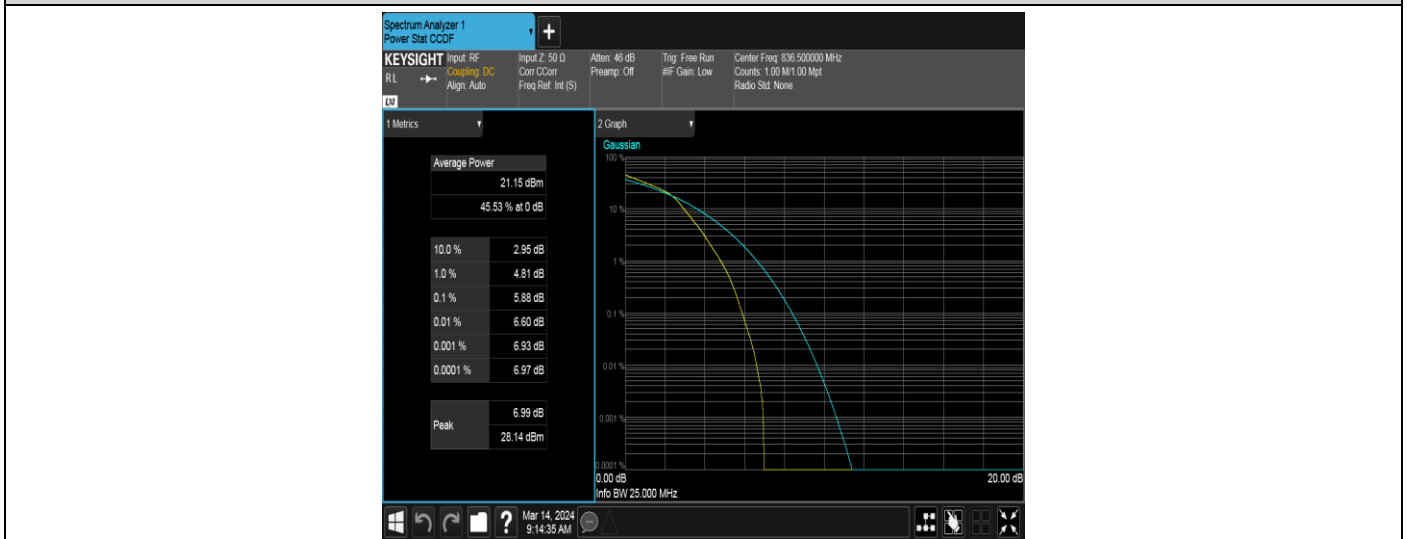 Spectrum Analyzer 1
Power Stat CCDF
+
KEYSIGHT
RL
LXI
Input: RF
Coupling: DC
Align: Auto
Input Z: 50 Ω
Corr CCorr
Freq Ref: Int (S)
Atten: 46 dB
Preamp: Off
Trig: Free Run
#IF Gain: Low
Center Freq: 836.500000 MHz
Counts: 1.00 M/1.00 Mpt
Radio Std: None
1 Metrics
Average Power
21.15 dBm
45.53 % at 0 dB
10.0 % 2.95 dB
1.0 % 4.81 dB
0.1 % 5.88 dB
0.01 % 6.60 dB
0.001 % 6.93 dB
0.0001 % 6.97 dB
Peak
6.99 dB
28.14 dBm
2 Graph
Gaussian
100 %
10 %
1 %
0.1 %
0.01 %
0.001 %
0.0001 %
0.00 dB 20.00 dB
Info BW 25.000 MHz
?
Mar 14, 2024
9:14:35 AM